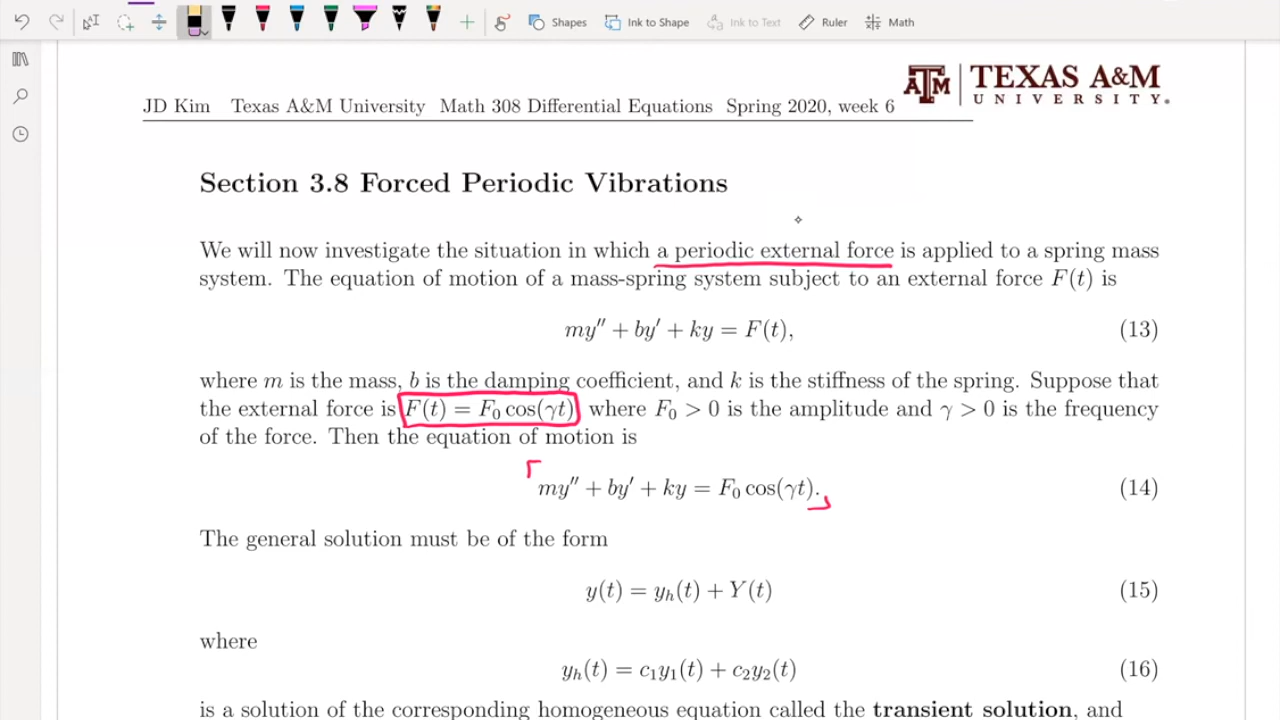 Shapes Ink to Shape Ink to Text Ruler Math
TEXAS A&M
UNIVERSITY.
JD Kim Texas A&M University Math 308 Differential Equations Spring 2020, week 6
Section 3.8 Forced Periodic Vibrations
We will now investigate the situation in which a periodic external force is applied to a spring mass
system. The equation of motion of a mass-spring system subject to an external force F(t) is
my″ + by′ + ky = F(t), (13)
where m is the mass, b is the damping coefficient, and k is the stiffness of the spring. Suppose that
the external force is F(t) = F₀ cos(γt) where F₀ > 0 is the amplitude and γ > 0 is the frequency
of the force. Then the equation of motion is
my″ + by′ + ky = F₀ cos(γt). (14)
The general solution must be of the form
y(t) = yₕ(t) + Y(t) (15)
where
yₕ(t) = c₁y₁(t) + c₂y₂(t) (16)
is a solution of the corresponding homogeneous equation called the transient solution, and